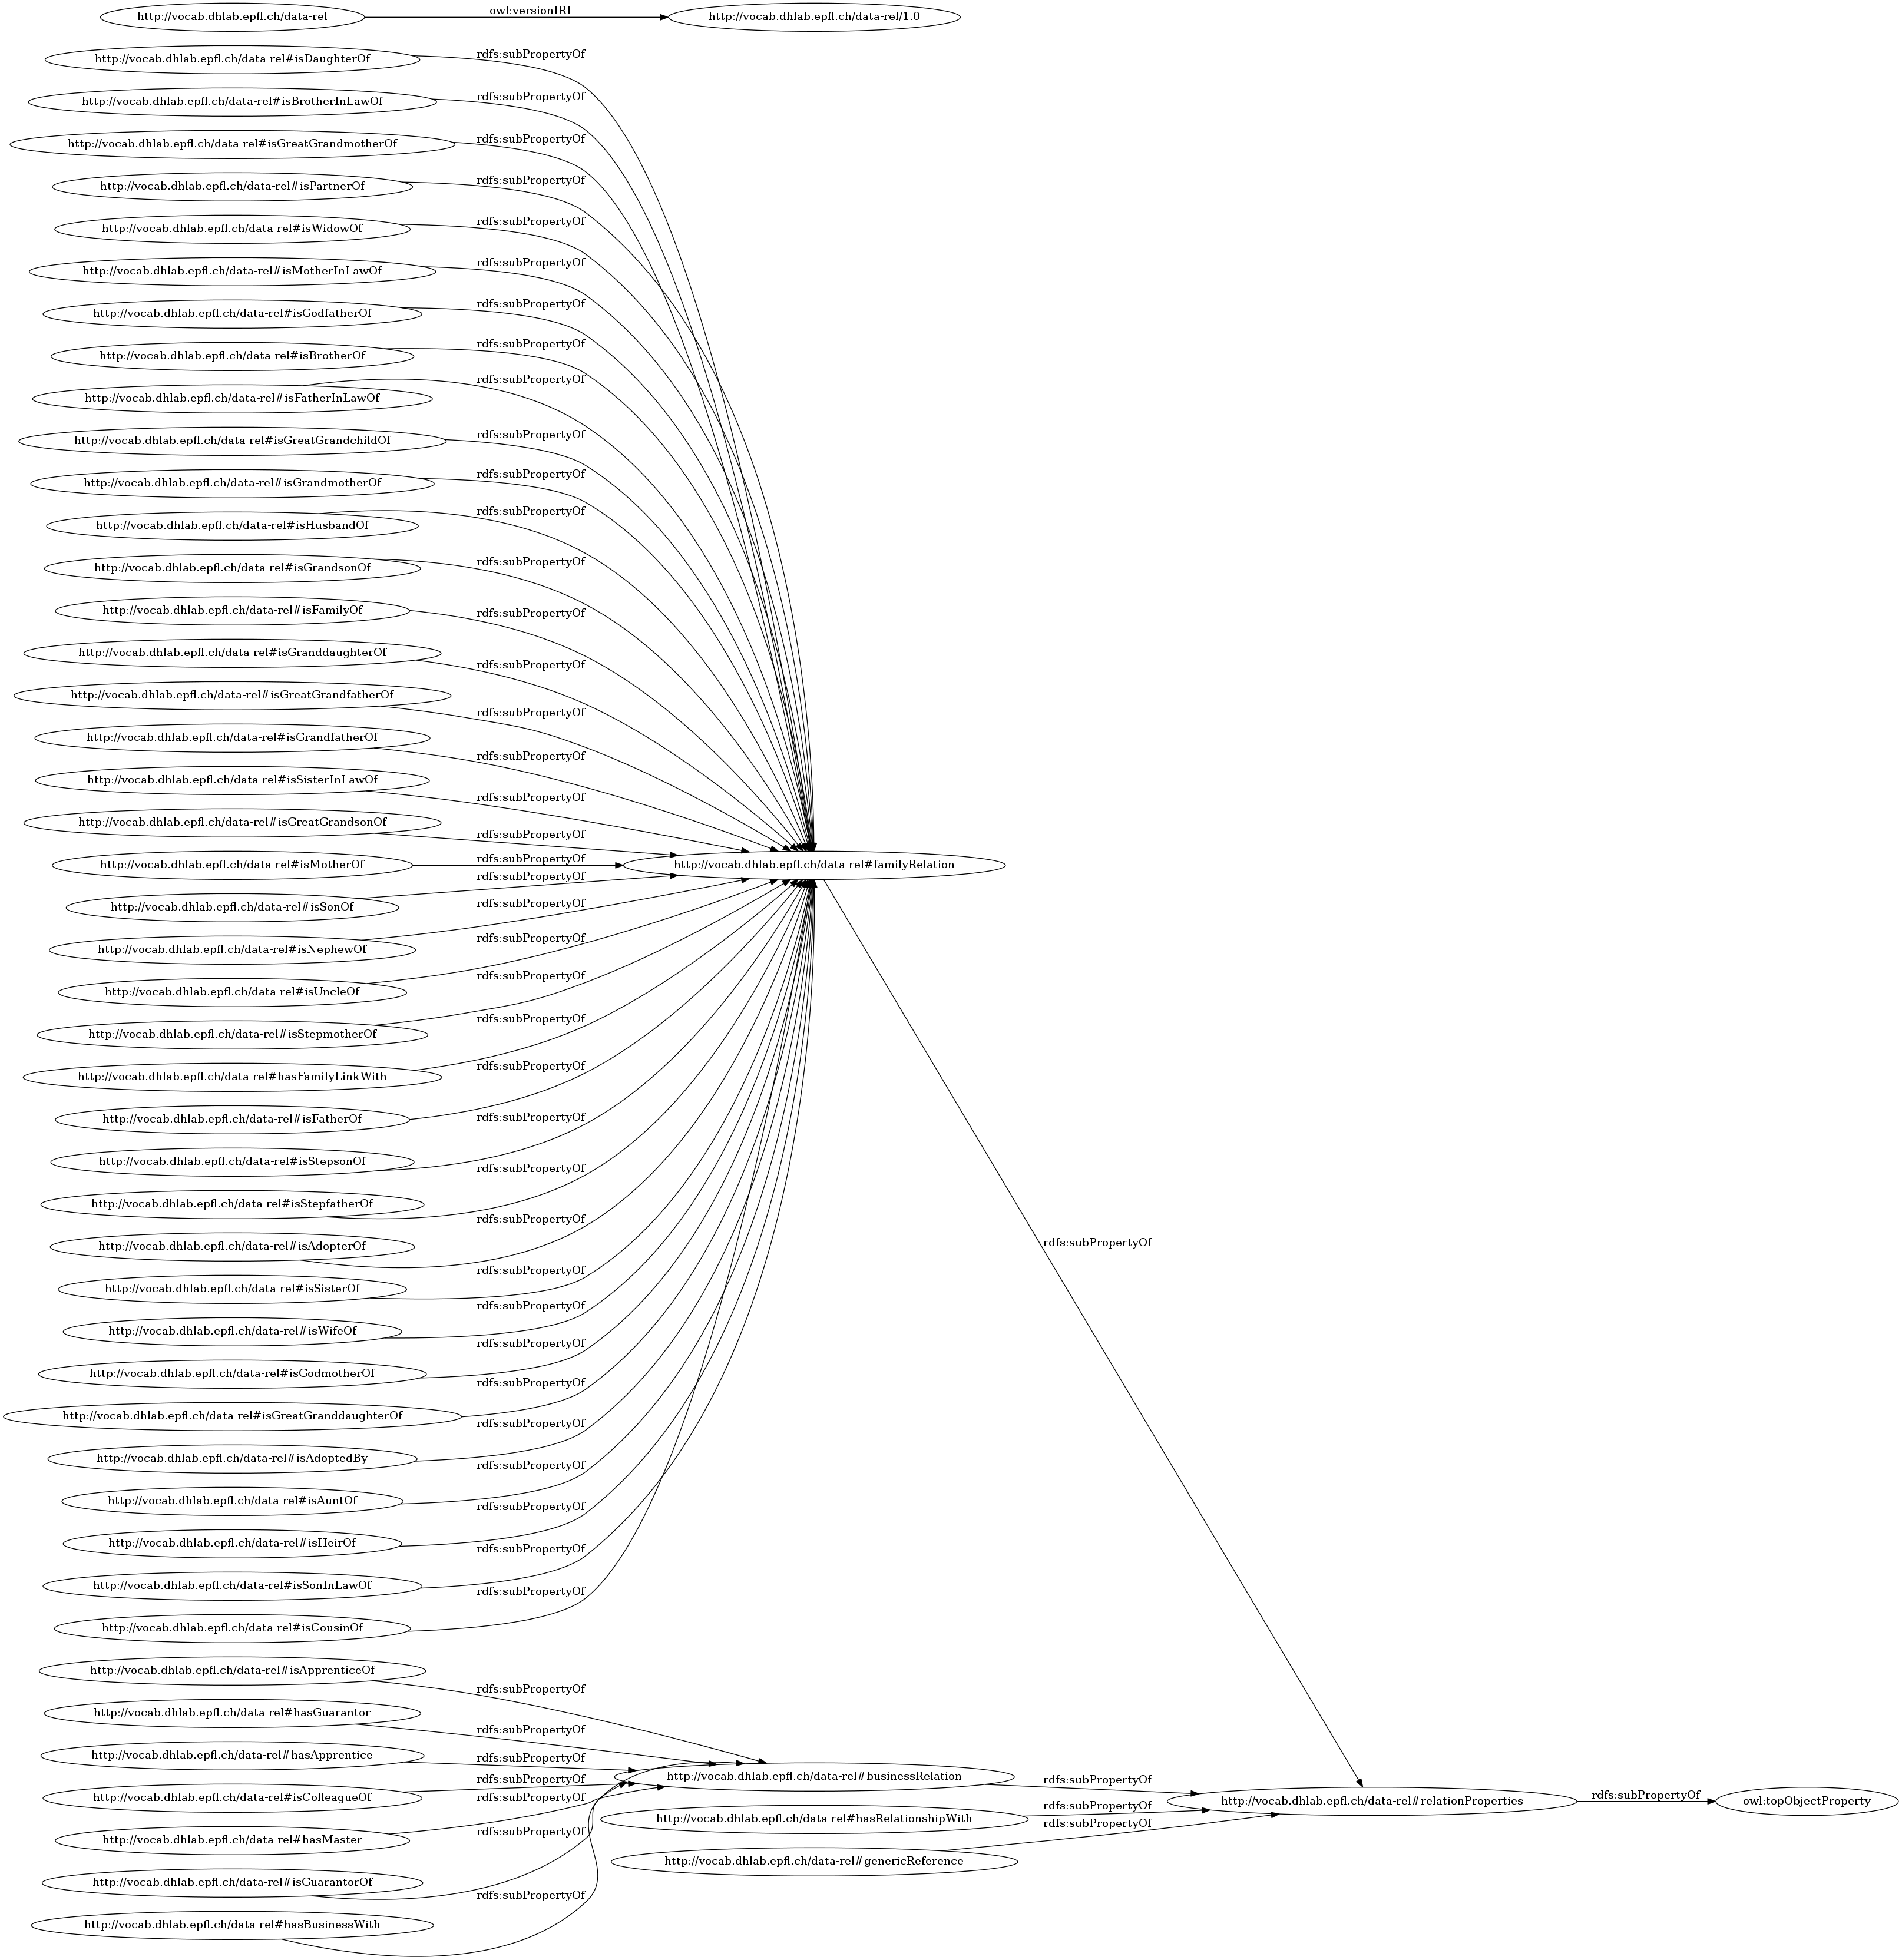 http://vocab.dhlab.epfl.ch/data-rel
owl:versionIRI
http://vocab.dhlab.epfl.ch/data-rel/1.0
http://vocab.dhlab.epfl.ch/data-rel#isDaughterOf
rdfs:subPropertyOf
http://vocab.dhlab.epfl.ch/data-rel#isBrotherInLawOf
rdfs:subPropertyOf
http://vocab.dhlab.epfl.ch/data-rel#isGreatGrandmotherOf
rdfs:subPropertyOf
http://vocab.dhlab.epfl.ch/data-rel#isPartnerOf
rdfs:subPropertyOf
http://vocab.dhlab.epfl.ch/data-rel#isWidowOf
rdfs:subPropertyOf
http://vocab.dhlab.epfl.ch/data-rel#isMotherInLawOf
rdfs:subPropertyOf
http://vocab.dhlab.epfl.ch/data-rel#isGodfatherOf
rdfs:subPropertyOf
http://vocab.dhlab.epfl.ch/data-rel#isBrotherOf
rdfs:subPropertyOf
http://vocab.dhlab.epfl.ch/data-rel#isFatherInLawOf
rdfs:subPropertyOf
http://vocab.dhlab.epfl.ch/data-rel#isGreatGrandchildOf
rdfs:subPropertyOf
http://vocab.dhlab.epfl.ch/data-rel#isGrandmotherOf
rdfs:subPropertyOf
http://vocab.dhlab.epfl.ch/data-rel#isHusbandOf
rdfs:subPropertyOf
http://vocab.dhlab.epfl.ch/data-rel#isGrandsonOf
rdfs:subPropertyOf
http://vocab.dhlab.epfl.ch/data-rel#isFamilyOf
rdfs:subPropertyOf
http://vocab.dhlab.epfl.ch/data-rel#isGranddaughterOf
rdfs:subPropertyOf
http://vocab.dhlab.epfl.ch/data-rel#isGreatGrandfatherOf
rdfs:subPropertyOf
http://vocab.dhlab.epfl.ch/data-rel#isGrandfatherOf
rdfs:subPropertyOf
http://vocab.dhlab.epfl.ch/data-rel#isSisterInLawOf
rdfs:subPropertyOf
http://vocab.dhlab.epfl.ch/data-rel#isGreatGrandsonOf
rdfs:subPropertyOf
http://vocab.dhlab.epfl.ch/data-rel#isMotherOf
rdfs:subPropertyOf
http://vocab.dhlab.epfl.ch/data-rel#familyRelation
http://vocab.dhlab.epfl.ch/data-rel#isSonOf
rdfs:subPropertyOf
http://vocab.dhlab.epfl.ch/data-rel#isNephewOf
rdfs:subPropertyOf
http://vocab.dhlab.epfl.ch/data-rel#isUncleOf
rdfs:subPropertyOf
http://vocab.dhlab.epfl.ch/data-rel#isStepmotherOf
rdfs:subPropertyOf
http://vocab.dhlab.epfl.ch/data-rel#hasFamilyLinkWith
rdfs:subPropertyOf
http://vocab.dhlab.epfl.ch/data-rel#isFatherOf
rdfs:subPropertyOf
http://vocab.dhlab.epfl.ch/data-rel#isStepsonOf
rdfs:subPropertyOf
http://vocab.dhlab.epfl.ch/data-rel#isStepfatherOf
rdfs:subPropertyOf
http://vocab.dhlab.epfl.ch/data-rel#isAdopterOf
rdfs:subPropertyOf
rdfs:subPropertyOf
http://vocab.dhlab.epfl.ch/data-rel#isSisterOf
rdfs:subPropertyOf
http://vocab.dhlab.epfl.ch/data-rel#isWifeOf
rdfs:subPropertyOf
http://vocab.dhlab.epfl.ch/data-rel#isGodmotherOf
rdfs:subPropertyOf
http://vocab.dhlab.epfl.ch/data-rel#isGreatGranddaughterOf
rdfs:subPropertyOf
http://vocab.dhlab.epfl.ch/data-rel#isAdoptedBy
rdfs:subPropertyOf
http://vocab.dhlab.epfl.ch/data-rel#isAuntOf
rdfs:subPropertyOf
http://vocab.dhlab.epfl.ch/data-rel#isHeirOf
rdfs:subPropertyOf
http://vocab.dhlab.epfl.ch/data-rel#isSonInLawOf
rdfs:subPropertyOf
http://vocab.dhlab.epfl.ch/data-rel#isCousinOf
http://vocab.dhlab.epfl.ch/data-rel#isApprenticeOf
rdfs:subPropertyOf
http://vocab.dhlab.epfl.ch/data-rel#hasGuarantor
rdfs:subPropertyOf
http://vocab.dhlab.epfl.ch/data-rel#hasApprentice
rdfs:subPropertyOf
http://vocab.dhlab.epfl.ch/data-rel#businessRelation
rdfs:subPropertyOf
http://vocab.dhlab.epfl.ch/data-rel#isColleagueOf
rdfs:subPropertyOf
rdfs:subPropertyOf
http://vocab.dhlab.epfl.ch/data-rel#relationProperties
rdfs:subPropertyOf
owl:topObjectProperty
http://vocab.dhlab.epfl.ch/data-rel#hasRelationshipWith
rdfs:subPropertyOf
http://vocab.dhlab.epfl.ch/data-rel#hasMaster
rdfs:subPropertyOf
http://vocab.dhlab.epfl.ch/data-rel#genericReference
rdfs:subPropertyOf
http://vocab.dhlab.epfl.ch/data-rel#isGuarantorOf
rdfs:subPropertyOf
http://vocab.dhlab.epfl.ch/data-rel#hasBusinessWith